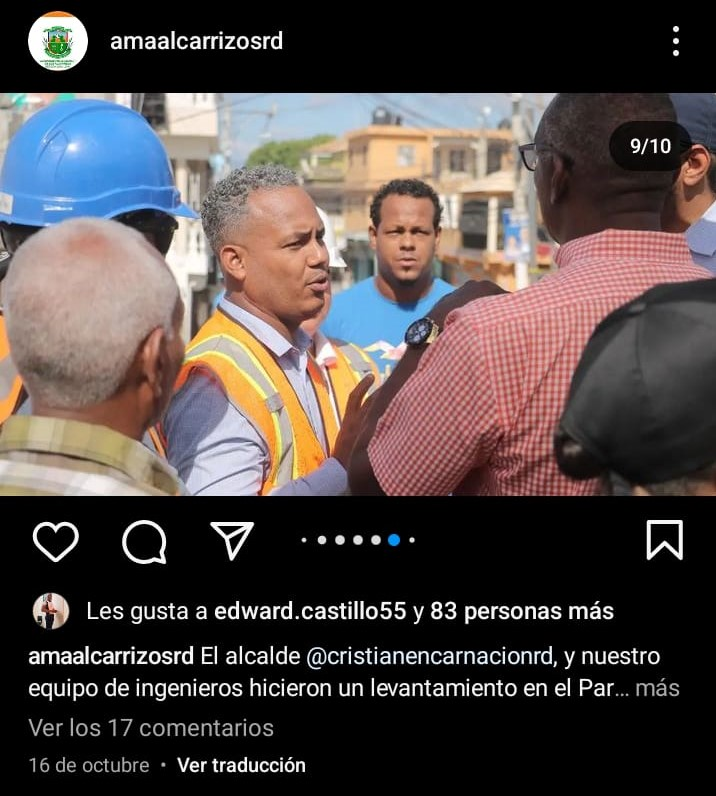 amaalcarrizosrd
9/10
Les gusta a edward.castillo55 y 83 personas más
amaalcarrizosrd El alcalde @cristianencarnacionrd, y nuestro
equipo de ingenieros hicieron un levantamiento en el Par... más
Ver los 17 comentarios
16 de octubre • Ver traducción